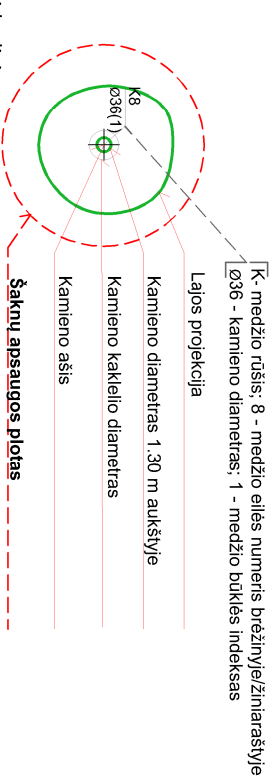 K- medžio rūšis; 8 - medžio eilės numeris brėžinyje/žiniaraštyje
Ø36 - kamieno diametras; 1 - medžio būklės indeksas
K8
Ø36(1)
Lajos projekcija
Kamieno diametras 1.30 m aukštyje
Kamieno kaklelio diametras
Kamieno ašis
Šaknų apsaugos plotas